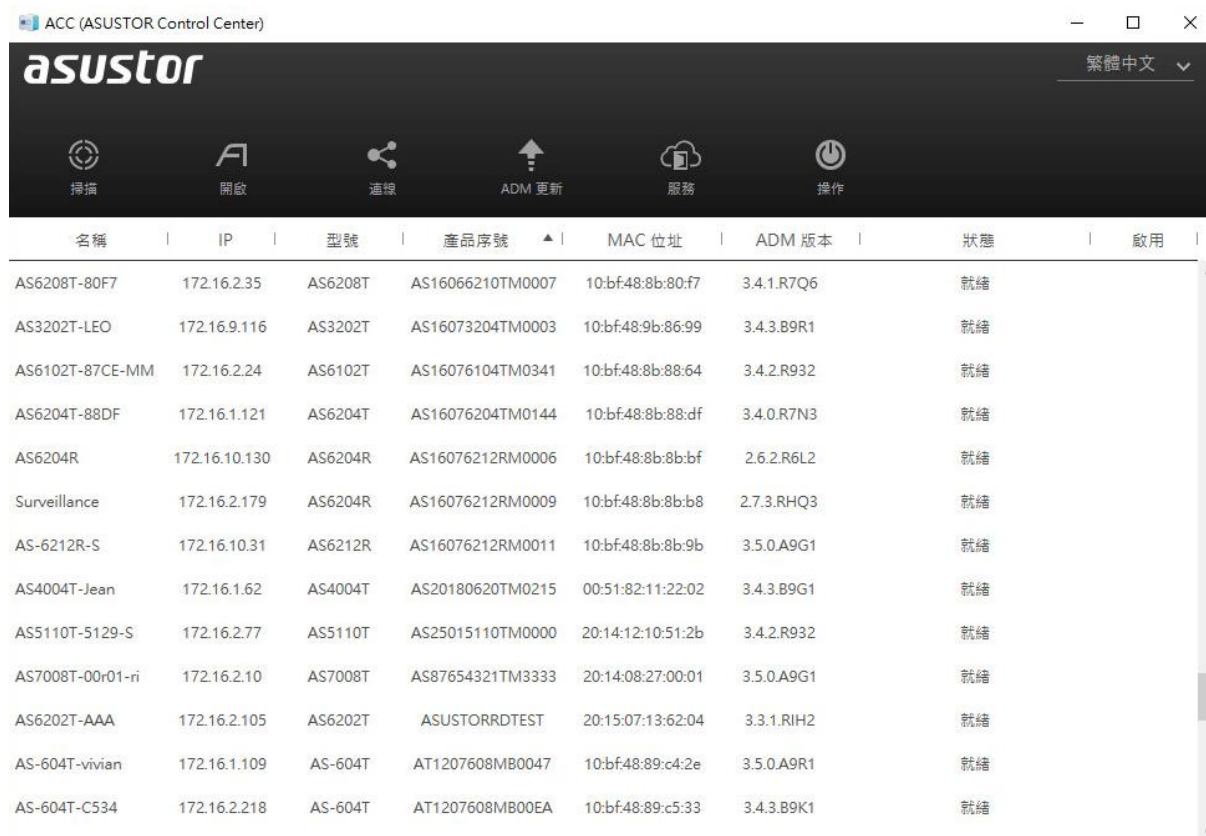 ACC (ASUSTOR Control Center)
asustor
繁體中文
掃描 開啟 連線 ADM 更新 服務 操作
名稱 IP 型號 產品序號 MAC 位址 ADM 版本 狀態 啟用
AS6208T-80F7 172.16.2.35 AS6208T AS16066210TM0007 10:bf:48:8b:80:f7 3.4.1.R7Q6 就緒
AS3202T-LEO 172.16.9.116 AS3202T AS16073204TM0003 10:bf:48:9b:86:99 3.4.3.B9R1 就緒
AS6102T-87CE-MM 172.16.2.24 AS6102T AS16076104TM0341 10:bf:48:8b:88:64 3.4.2.R932 就緒
AS6204T-88DF 172.16.1.121 AS6204T AS16076204TM0144 10:bf:48:8b:88:df 3.4.0.R7N3 就緒
AS6204R 172.16.10.130 AS6204R AS16076212RM0006 10:bf:48:8b:8b:bf 2.6.2.R6L2 就緒
Surveillance 172.16.2.179 AS6204R AS16076212RM0009 10:bf:48:8b:8b:b8 2.7.3.RHQ3 就緒
AS-6212R-S 172.16.10.31 AS6212R AS16076212RM0011 10:bf:48:8b:8b:9b 3.5.0.A9G1 就緒
AS4004T-Jean 172.16.1.62 AS4004T AS20180620TM0215 00:51:82:11:22:02 3.4.3.B9G1 就緒
AS5110T-5129-S 172.16.2.77 AS5110T AS25015110TM0000 20:14:12:10:51:2b 3.4.2.R932 就緒
AS7008T-00r01-ri 172.16.2.10 AS7008T AS87654321TM3333 20:14:08:27:00:01 3.5.0.A9G1 就緒
AS6202T-AAA 172.16.2.105 AS6202T ASUSTORRDTEST 20:15:07:13:62:04 3.3.1.RIH2 就緒
AS-604T-vivian 172.16.1.109 AS-604T AT1207608MB0047 10:bf:48:89:c4:2e 3.5.0.A9R1 就緒
AS-604T-C534 172.16.2.218 AS-604T AT1207608MB00EA 10:bf:48:89:c5:33 3.4.3.B9K1 就緒